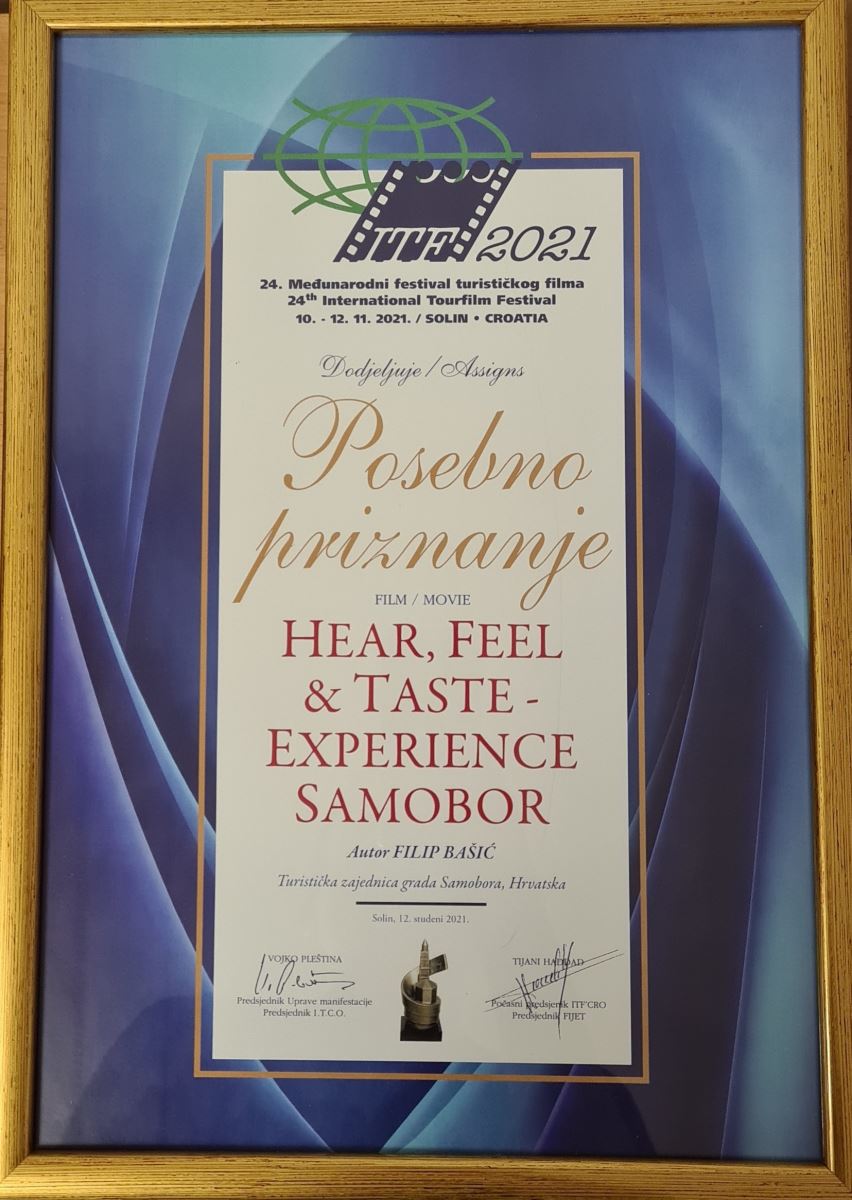 ITF 2021
24. Međunarodni festival turističkog filma
24th International Tourfilm Festival
10. - 12. 11. 2021. / SOLIN • CROATIA
Dodjeljuje / Assigns
Posebno
priznanje
FILM / MOVIE
HEAR, FEEL
& TASTE -
EXPERIENCE
SAMOBOR
Autor FILIP BAŠIĆ
Turistička zajednica grada Samobora, Hrvatska
Solin, 12. studeni 2021.
VOJKO PLEŠTINA
Predsjednik Uprave manifestacije
Predsjednik I.T.C.O.
TIJANI HADDAD
Počasni predsjenik ITF'CRO
Predsjednik FIJET